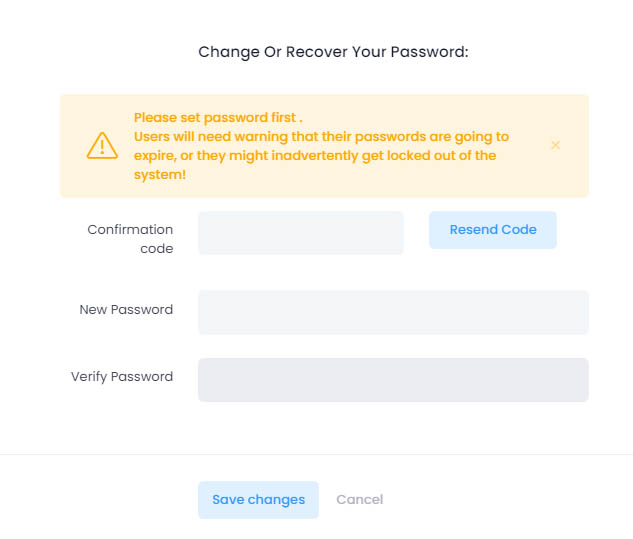 Change Or Recover Your Password:
Please set password first .
Users will need warning that their passwords are going to
expire, or they might inadvertently get locked out of the
system!
Confirmation
code
Resend Code
New Password
Verify Password
Save changes
Cancel